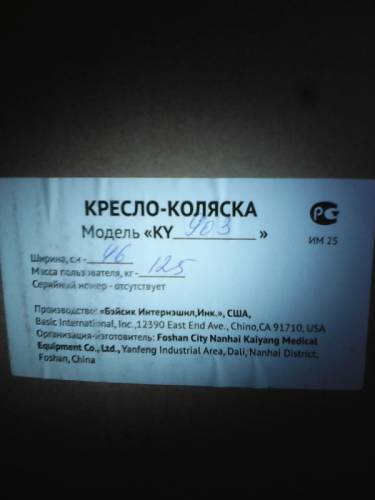 КРЕСЛО-КОЛЯСКА
Модель «KY 903 »
РС
ИМ 25
Ширина, см - 46
Масса пользователя, кг - 125
Серийный номер - отсутствует
Производство: «Бэйсик Интернэшнл,Инк.», США,
Basic International, Inc.,12390 East End Ave., Chino,CA 91710, USA
Организация-изготовитель: Foshan City Nanhai Kaiyang Medical
Equipment Co., Ltd., Yanfeng Industrial Area, Dali, Nanhai District,
Foshan, China